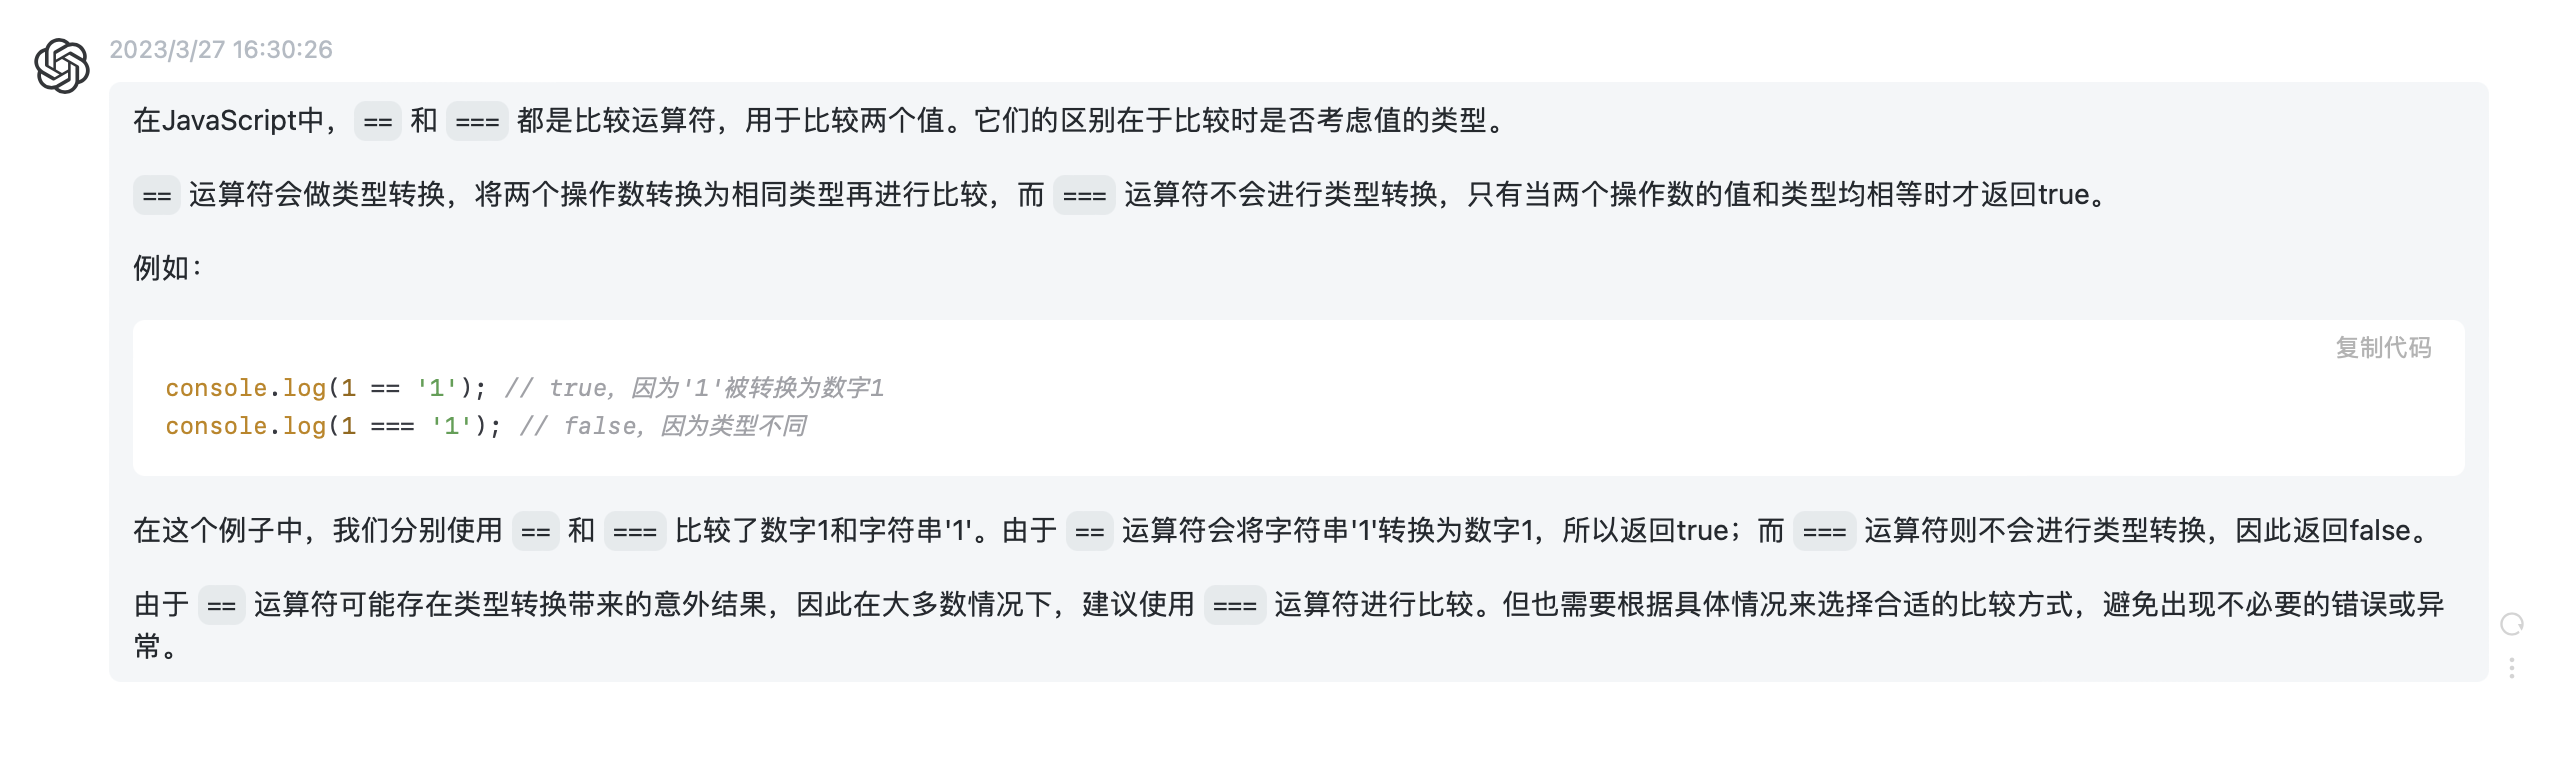 2023/3/27 16:30:26
在JavaScript中， == 和 === 都是比较运算符，用于比较两个值。它们的区别在于比较时是否考虑值的类型。
== 运算符会做类型转换，将两个操作数转换为相同类型再进行比较，而 === 运算符不会进行类型转换，只有当两个操作数的值和类型均相等时才返回true。
例如：
复制代码
console.log(1 == '1'); // true，因为'1'被转换为数字1
console.log(1 === '1'); // false，因为类型不同
在这个例子中，我们分别使用 == 和 === 比较了数字1和字符串'1'。由于 == 运算符会将字符串'1'转换为数字1，所以返回true；而 === 运算符则不会进行类型转换，因此返回false。
由于 == 运算符可能存在类型转换带来的意外结果，因此在大多数情况下，建议使用 === 运算符进行比较。但也需要根据具体情况来选择合适的比较方式，避免出现不必要的错误或异
常。